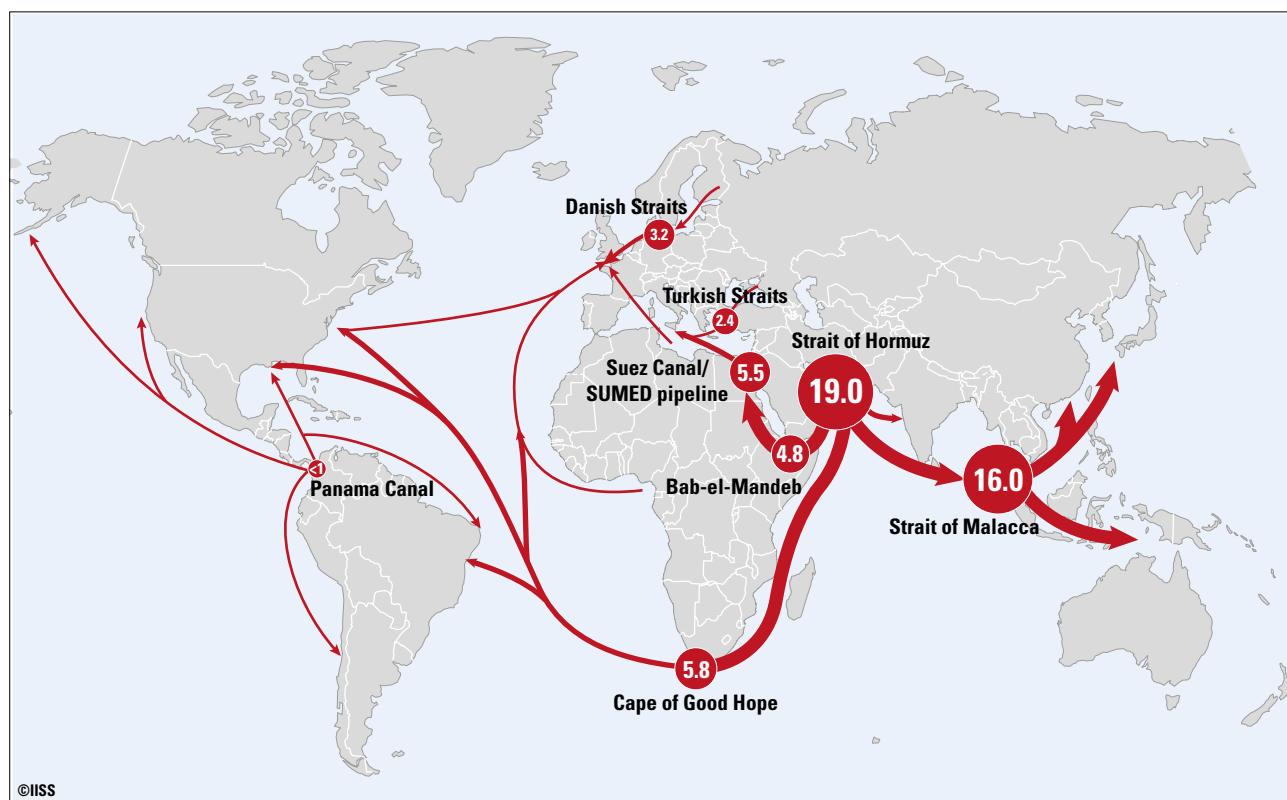 Danish Straits
3.2
Turkish Straits
2.4
Strait of Hormuz
Suez Canal/
SUMED pipeline
5.5
19.0
4.8
<1
Panama Canal
Bab-el-Mandeb
16.0
Strait of Malacca
5.8
Cape of Good Hope
©IISS